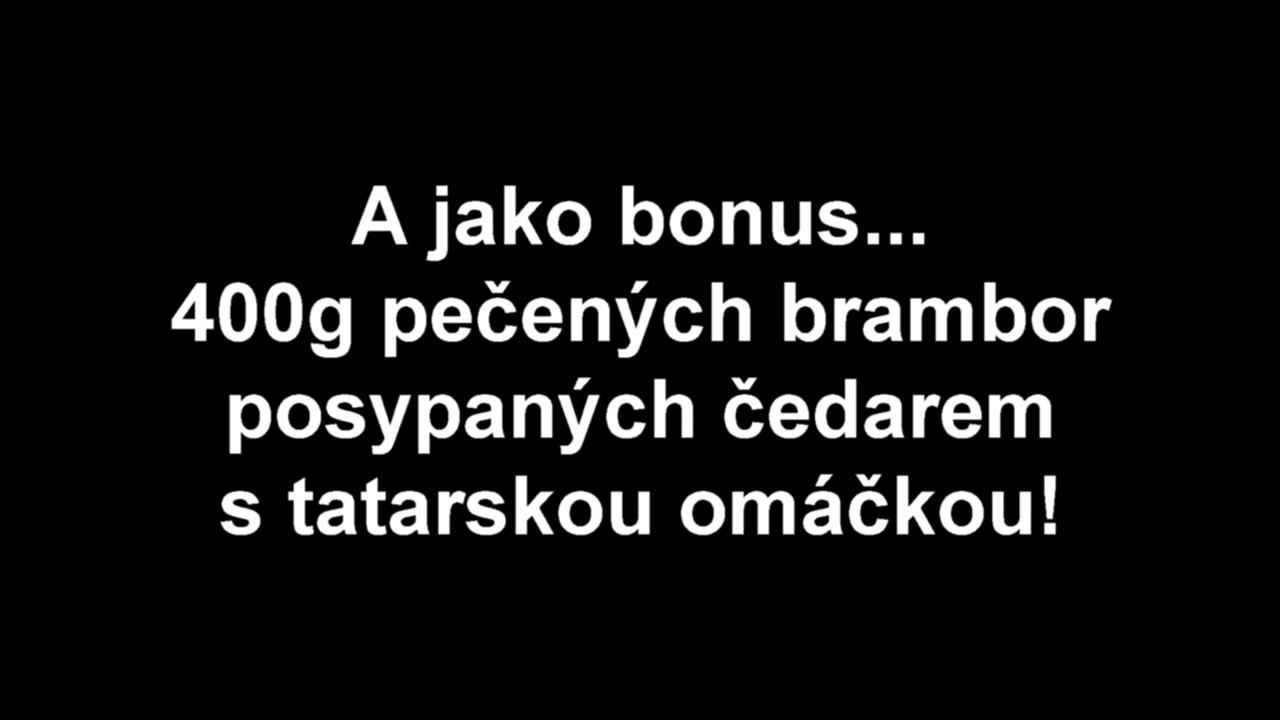 A jako bonus...
400g pečených brambor
posypaných čedarem
s tatarskou omáčkou!